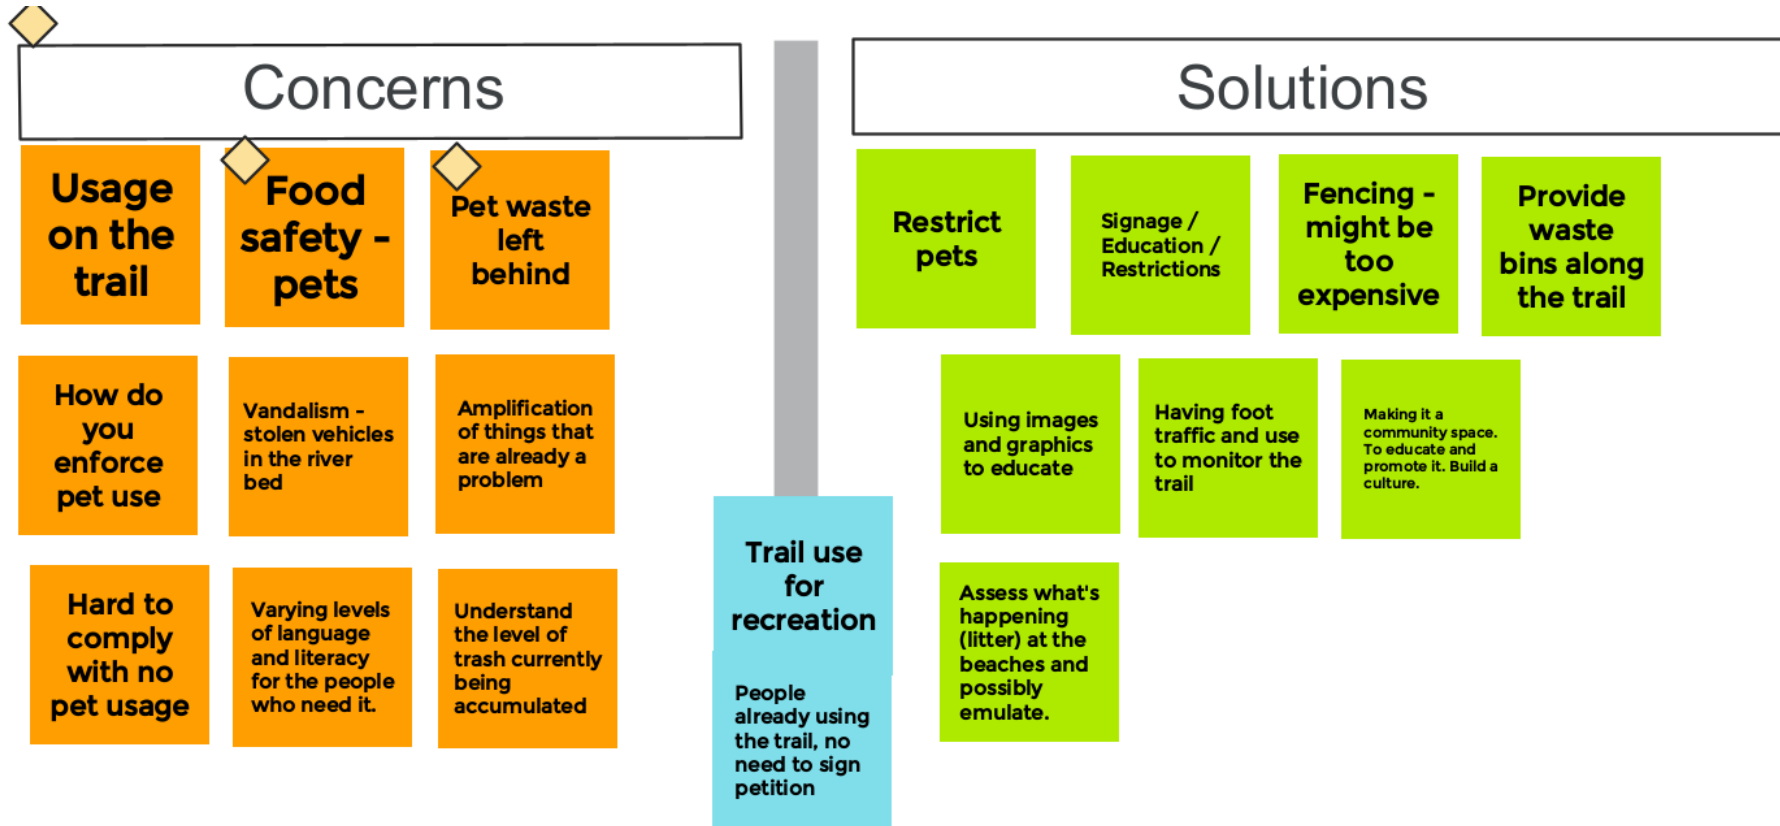 Concerns
Usage
on the
trail
Food
safety -
pets
Pet waste
left
behind
How do
you
enforce
pet use
Vandalism -
stolen vehicles
in the river
bed
Amplification
of things that
are already a
problem
Hard to
comply
with no
pet usage
Varying levels
of language
and literacy
for the people
who need it.
Understand
the level of
trash currently
being
accumulated
Trail use
for
recreation
People
already using
the trail, no
need to sign
petition
Solutions
Restrict
pets
Signage /
Education /
Restrictions
Fencing -
might be
too
expensive
Provide
waste
bins along
the trail
Using images
and graphics
to educate
Having foot
traffic and use
to monitor the
trail
Making it a
community space.
To educate and
promote it. Build a
culture.
Assess what's
happening
(litter) at the
beaches and
possibly
emulate.